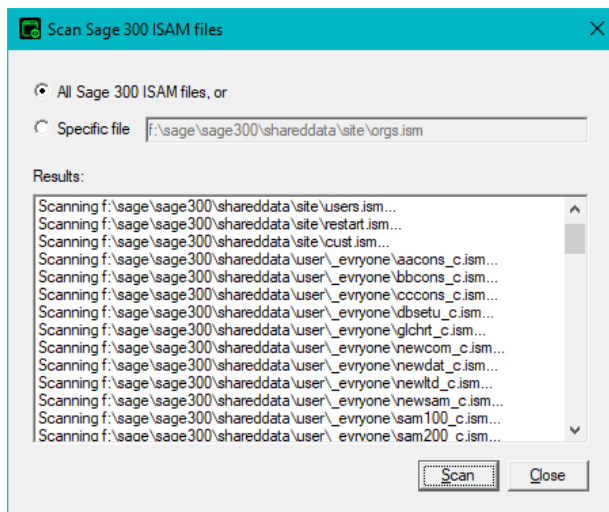 Scan Sage 300 ISAM files
All Sage 300 ISAM files, or
Specific file f:\sage\sage300\shareddata\site\orgs.ism
Results:
Scanning f:\sage\sage300\shareddata\site\users.ism...
Scanning f:\sage\sage300\shareddata\site\restart.ism...
Scanning f:\sage\sage300\shareddata\site\cust.ism...
Scanning f:\sage\sage300\shareddata\user\_evryone\aacons_c.ism...
Scanning f:\sage\sage300\shareddata\user\_evryone\bbcons_c.ism...
Scanning f:\sage\sage300\shareddata\user\_evryone\cccons_c.ism...
Scanning f:\sage\sage300\shareddata\user\_evryone\dbsetu_c.ism...
Scanning f:\sage\sage300\shareddata\user\_evryone\glchrt_c.ism...
Scanning f:\sage\sage300\shareddata\user\_evryone\newcom_c.ism...
Scanning f:\sage\sage300\shareddata\user\_evryone\newdat_c.ism...
Scanning f:\sage\sage300\shareddata\user\_evryone\newltd_c.ism...
Scanning f:\sage\sage300\shareddata\user\_evryone\newsam_c.ism...
Scanning f:\sage\sage300\shareddata\user\_evryone\sam100_c.ism...
Scanning f:\sage\sage300\shareddata\user\_evryone\sam200_c.ism...
Scan Close